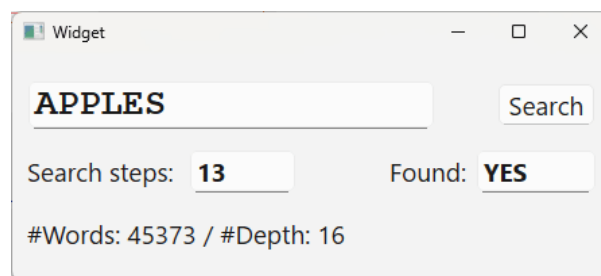 Widget
APPLES Search
Search steps: 13 Found: YES
#Words: 45373 / #Depth: 16